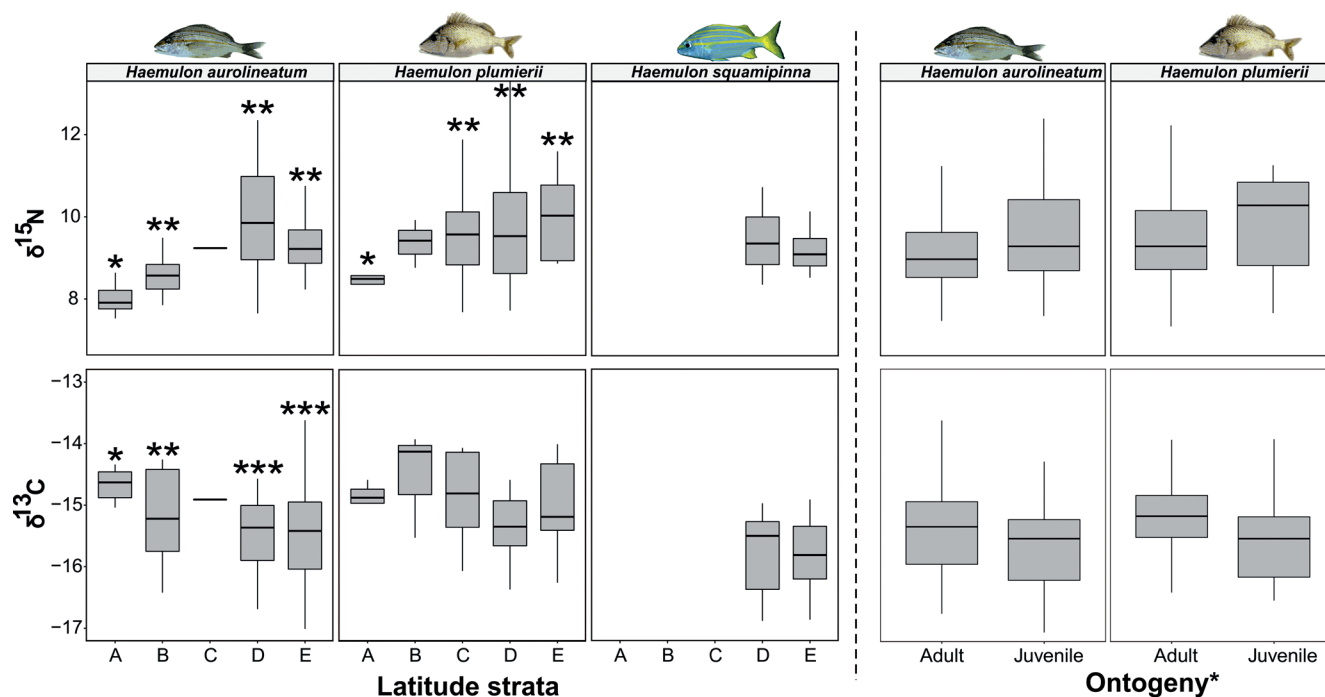 Haemulon aurolineatum Haemulon plumierii Haemulon squamipinna Haemulon aurolineatum Haemulon plumierii
δ15N
12
10
8
* ** ** **
* ** ** **
δ13C
−13
−14
−15
−16
−17
* ** *** ***
A B C D E A B C D E A B C D E Adult Juvenile Adult Juvenile
Latitude strata Ontogeny*